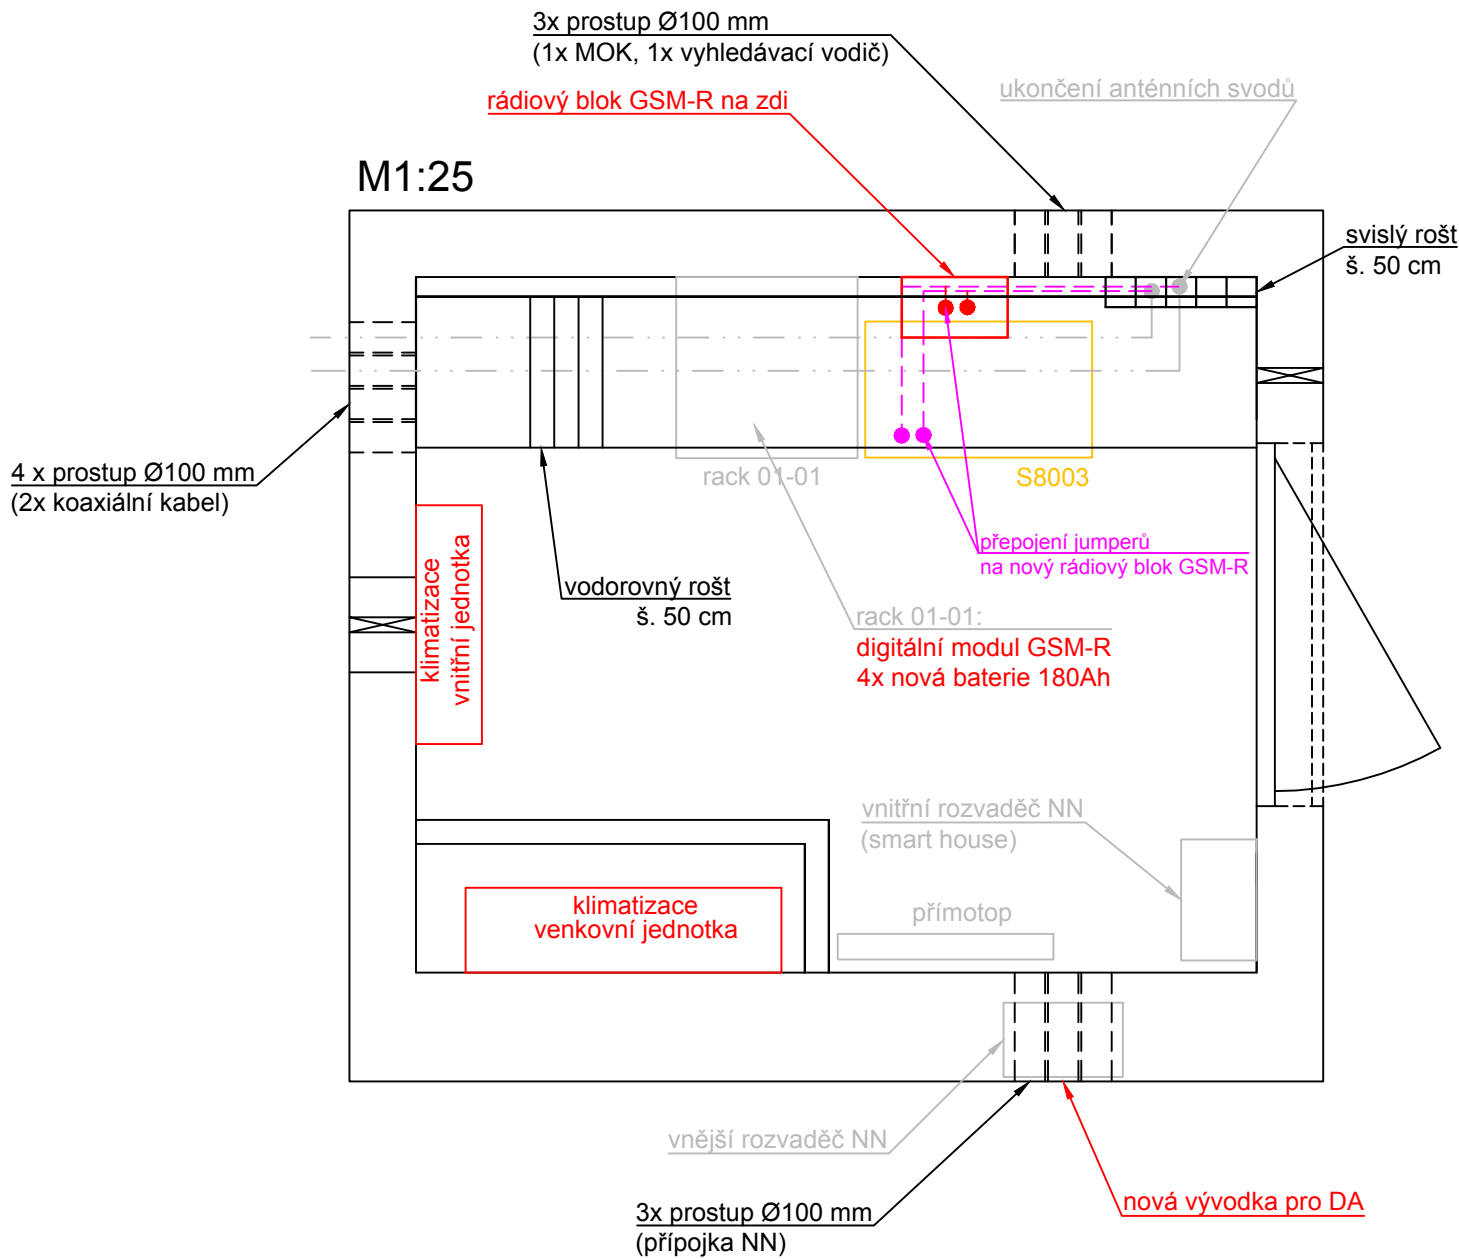 3x prostup Ø100 mm
(1x MOK, 1x vyhledávací vodič)
ukončení anténních svodů
rádiový blok GSM-R na zdi
M1:25
svislý rošt
š. 50 cm
4 x prostup Ø100 mm
(2x koaxiální kabel)
rack 01-01
S8003
přepojení jumperů
na nový rádiový blok GSM-R
klimatizace
vnitřní jednotka
vodorovný rošt
š. 50 cm
rack 01-01:
digitální modul GSM-R
4x nová baterie 180Ah
vnitřní rozvaděč NN
(smart house)
klimatizace
venkovní jednotka
přímotop
vnější rozvaděč NN
3x prostup Ø100 mm
(přípojka NN)
nová vývodka pro DA